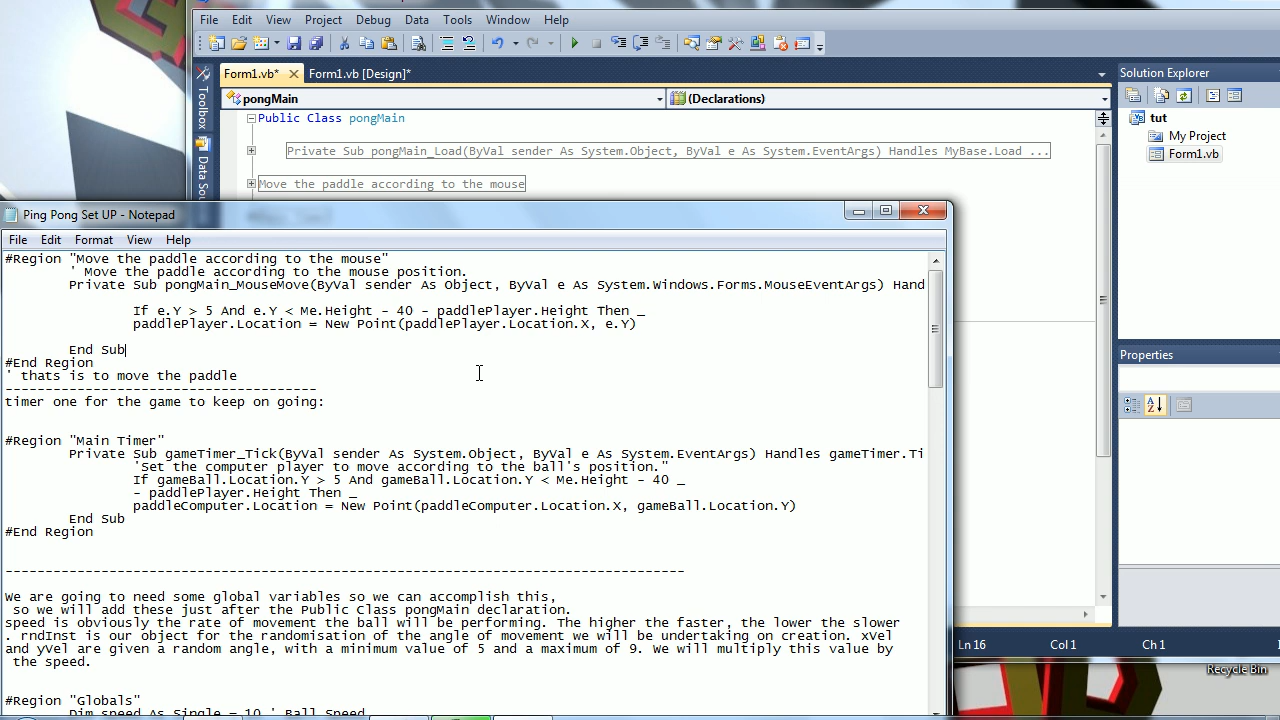 File Edit View Project Debug Data Tools Window Help
Form1.vb* Form1.vb [Design]*
Solution Explorer
pongMain (Declarations)
Toolbox
Public Class pongMain
tut
My Project
Private Sub pongMain_Load(ByVal sender As System.Object, ByVal e As System.EventArgs) Handles MyBase.Load ...
Form1.vb
Data
Move the paddle according to the mouse
Ping Pong Set UP - Notepad
File Edit Format View Help
#Region "Move the paddle according to the mouse"
' Move the paddle according to the mouse position.
Private Sub pongMain_MouseMove(ByVal sender As Object, ByVal e As System.Windows.Forms.MouseEventArgs) Hand
If e.Y > 5 And e.Y < Me.Height - 40 - paddlePlayer.Height Then _
paddlePlayer.Location = New Point(paddlePlayer.Location.X, e.Y)
End Sub
#End Region
' thats is to move the paddle
---------------------------------------
timer one for the game to keep on going:
#Region "Main Timer"
Private Sub gameTimer_Tick(ByVal sender As System.Object, ByVal e As System.EventArgs) Handles gameTimer.Ti
'Set the computer player to move according to the ball's position."
If gameBall.Location.Y > 5 And gameBall.Location.Y < Me.Height - 40 _
- paddlePlayer.Height Then _
paddleComputer.Location = New Point(paddleComputer.Location.X, gameBall.Location.Y)
End Sub
#End Region
-------------------------------------------------------------------------------------
we are going to need some global variables so we can accomplish this,
so we will add these just after the Public Class pongMain declaration.
speed is obviously the rate of movement the ball will be performing. The higher the faster, the lower the slower
. rndInst is our object for the randomisation of the angle of movement we will be undertaking on creation. xVel
and yVel are given a random angle, with a minimum value of 5 and a maximum of 9. We will multiply this value by
the speed.
#Region "Globals"
Dim speed As Single = 10 ' Ball Speed
Properties
A
Z
Ln 16 Col 1 Ch 1
Recycle Bin